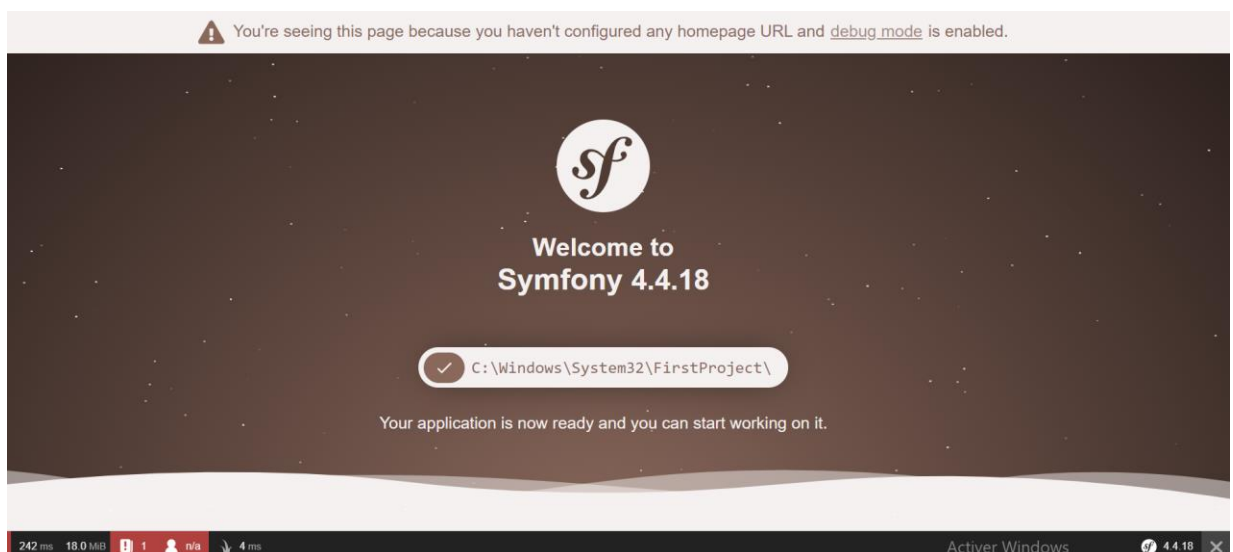 You're seeing this page because you haven't configured any homepage URL and debug mode is enabled.
sf
Welcome to
Symfony 4.4.18
C:\Windows\System32\FirstProject\
Your application is now ready and you can start working on it.
242 ms 18.0 MiB 1 n/a 4 ms Activer Windows sf 4.4.18